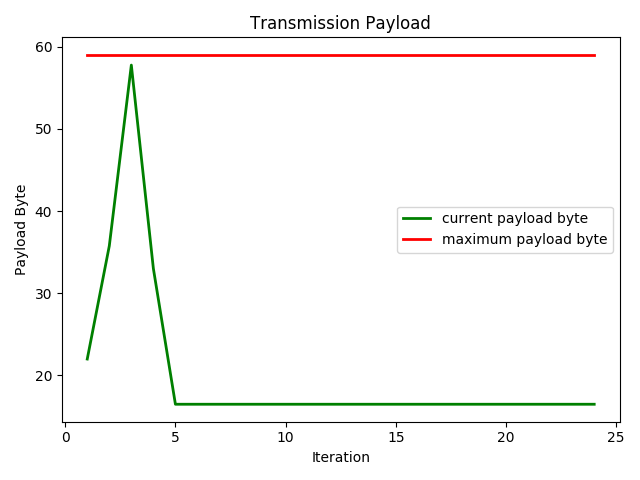 Transmission Payload
Payload Byte
60
50
40
30
20
current payload byte
maximum payload byte
0
5
10
15
20
25
Iteration